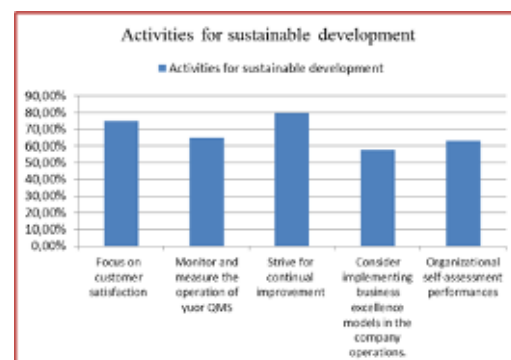 Activities for sustainable development
Activities for sustainable development
90,00%
80,00%
70,00%
60,00%
50,00%
40,00%
30,00%
20,00%
10,00%
0,00%
Focus on
customer
satisfaction
Monitor and
measure the
operation of
yuor QMS
Strive for
continual
improvement
Consider
implementing
business
excellence
models in the
company
operations.
Organizational
self-assessment
performances